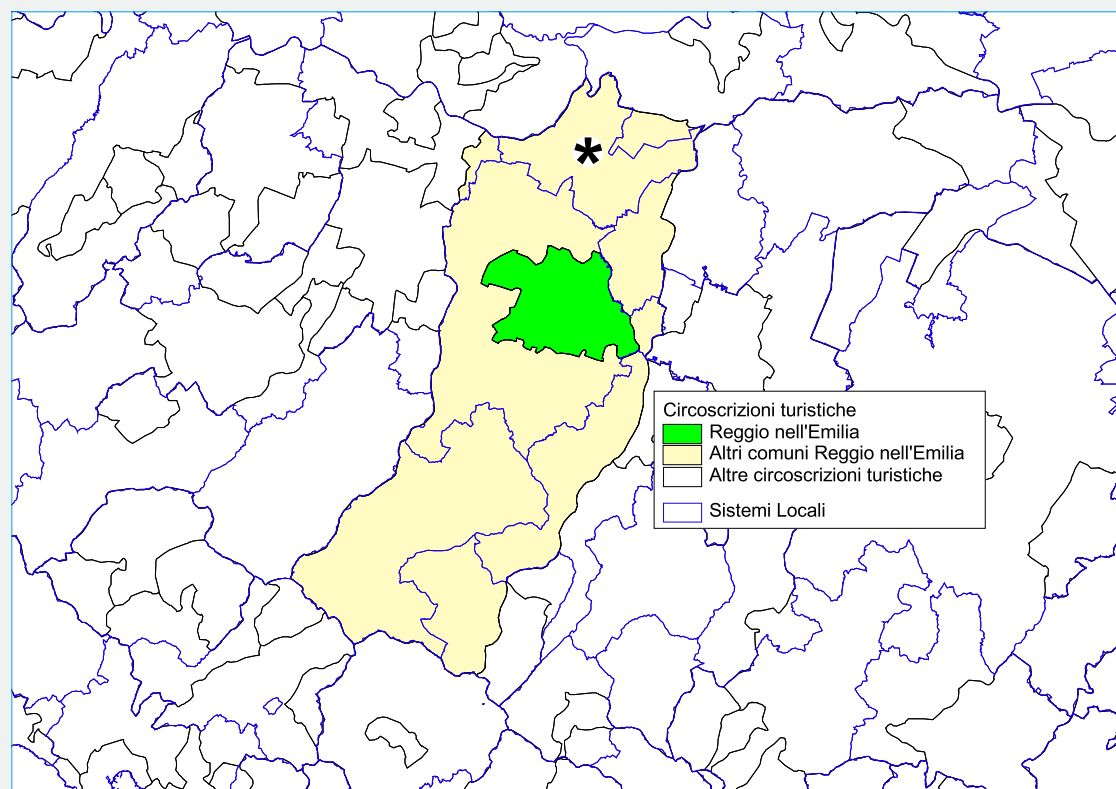 *
Circoscrizioni turistiche
Reggio nell'Emilia
Altri comuni Reggio nell'Emilia
Altre circoscrizioni turistiche
Sistemi Locali